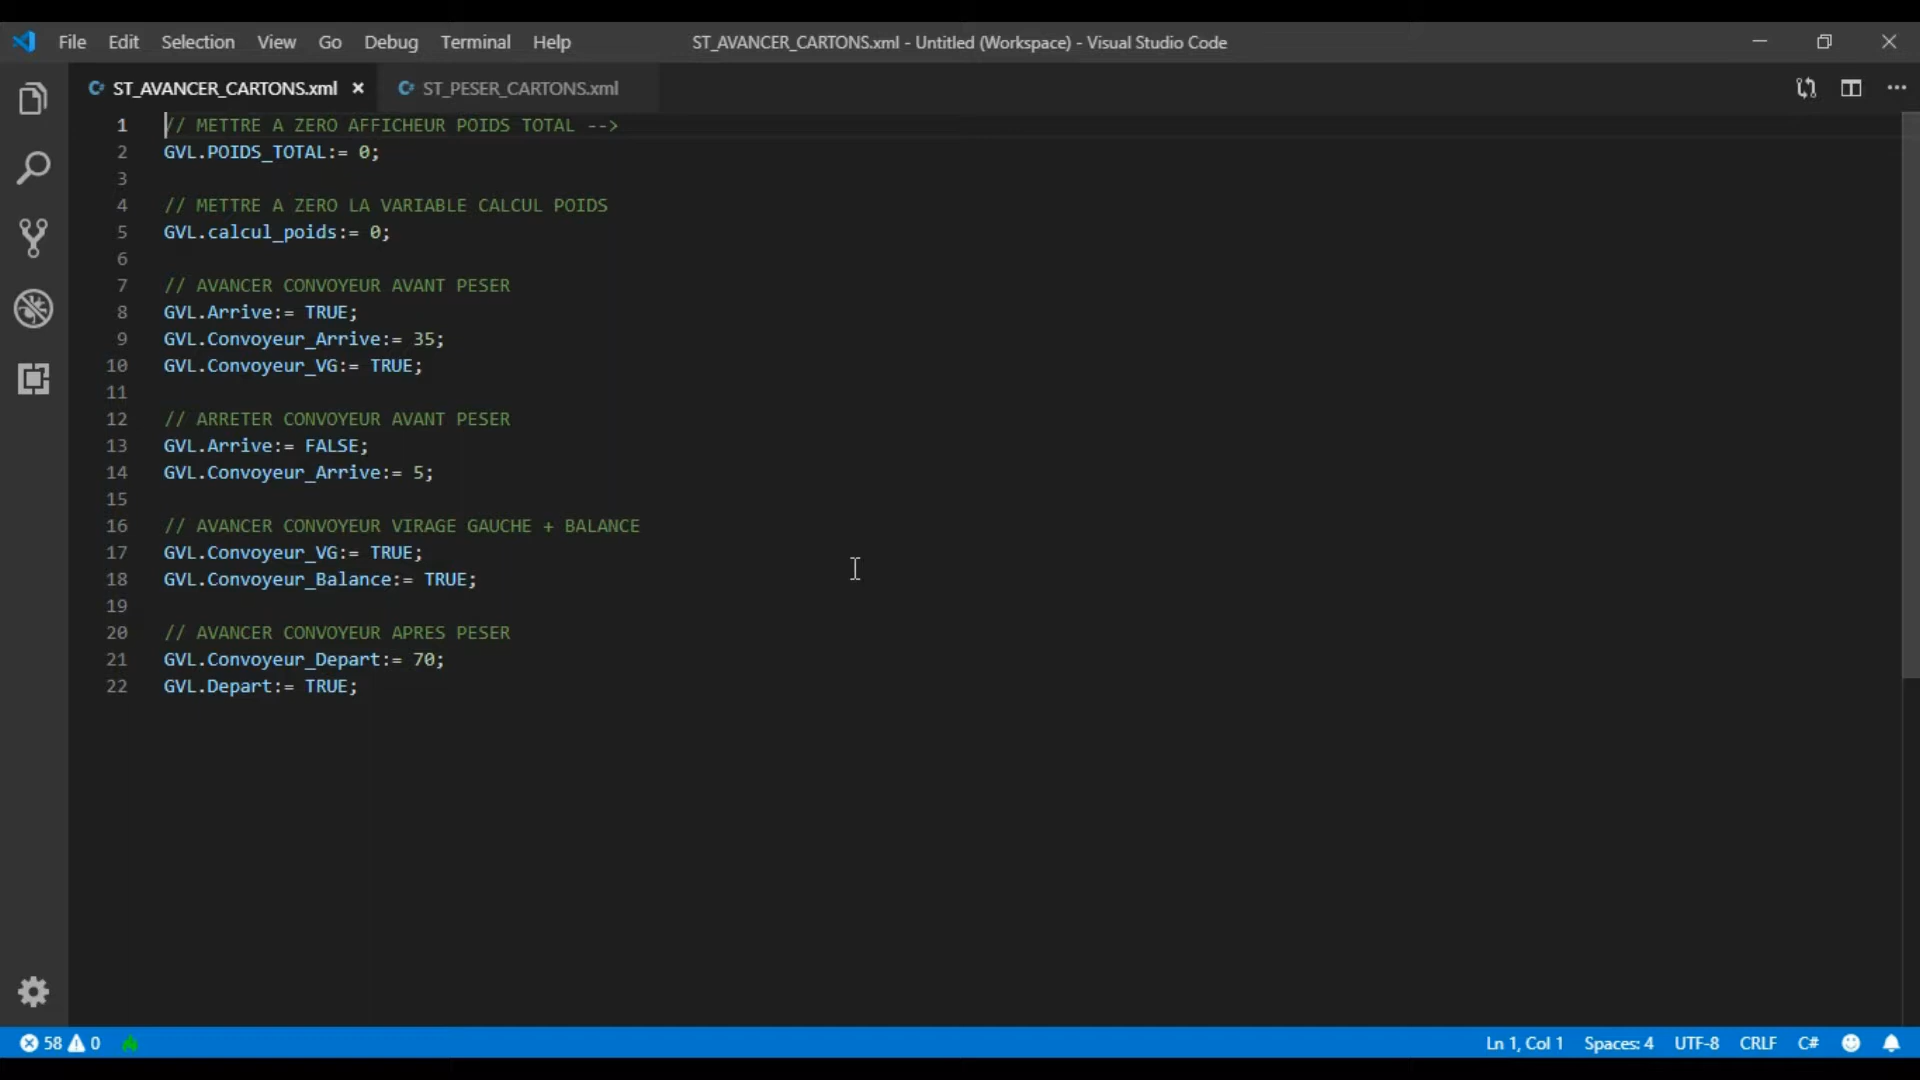 File Edit Selection View Go Debug Terminal Help ST_AVANCER_CARTONS.xml - Untitled (Workspace) - Visual Studio Code
ST_AVANCER_CARTONS.xml ST_PESER_CARTONS.xml
1 // METTRE A ZERO AFFICHEUR POIDS TOTAL -->
2 GVL.POIDS_TOTAL:= 0;
3
4 // METTRE A ZERO LA VARIABLE CALCUL POIDS
5 GVL.calcul_poids:= 0;
6
7 // AVANCER CONVOYEUR AVANT PESER
8 GVL.Arrive:= TRUE;
9 GVL.Convoyeur_Arrive:= 35;
10 GVL.Convoyeur_VG:= TRUE;
11
12 // ARRETER CONVOYEUR AVANT PESER
13 GVL.Arrive:= FALSE;
14 GVL.Convoyeur_Arrive:= 5;
15
16 // AVANCER CONVOYEUR VIRAGE GAUCHE + BALANCE
17 GVL.Convoyeur_VG:= TRUE;
18 GVL.Convoyeur_Balance:= TRUE;
19
20 // AVANCER CONVOYEUR APRES PESER
21 GVL.Convoyeur_Depart:= 70;
22 GVL.Depart:= TRUE;
58 0 Ln 1, Col 1 Spaces: 4 UTF-8 CRLF C#